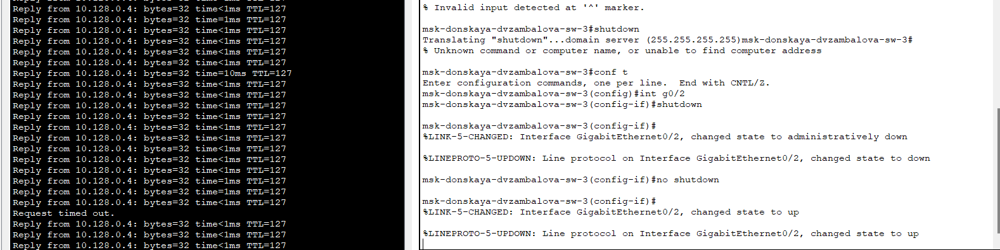 Reply from 10.128.0.4: bytes=32 time<1ms TTL=127
Reply from 10.128.0.4: bytes=32 time=1ms TTL=127
Reply from 10.128.0.4: bytes=32 time<1ms TTL=127
Reply from 10.128.0.4: bytes=32 time<1ms TTL=127
Reply from 10.128.0.4: bytes=32 time<1ms TTL=127
Reply from 10.128.0.4: bytes=32 time<1ms TTL=127
Reply from 10.128.0.4: bytes=32 time=10ms TTL=127
Reply from 10.128.0.4: bytes=32 time<1ms TTL=127
Reply from 10.128.0.4: bytes=32 time<1ms TTL=127
Reply from 10.128.0.4: bytes=32 time<1ms TTL=127
Reply from 10.128.0.4: bytes=32 time<1ms TTL=127
Reply from 10.128.0.4: bytes=32 time<1ms TTL=127
Reply from 10.128.0.4: bytes=32 time<1ms TTL=127
Reply from 10.128.0.4: bytes=32 time<1ms TTL=127
Reply from 10.128.0.4: bytes=32 time<1ms TTL=127
Reply from 10.128.0.4: bytes=32 time=1ms TTL=127
Reply from 10.128.0.4: bytes=32 time<1ms TTL=127
Reply from 10.128.0.4: bytes=32 time<1ms TTL=127
Request timed out.
Reply from 10.128.0.4: bytes=32 time<1ms TTL=127
Reply from 10.128.0.4: bytes=32 time<1ms TTL=127
Reply from 10.128.0.4: bytes=32 time<1ms TTL=127
% Invalid input detected at '^' marker.
msk-donskaya-dvzambalova-sw-3#shutdown
Translating "shutdown"...domain server (255.255.255.255)msk-donskaya-dvzambalova-sw-3#
% Unknown command or computer name, or unable to find computer address
msk-donskaya-dvzambalova-sw-3#conf t
Enter configuration commands, one per line.  End with CNTL/Z.
msk-donskaya-dvzambalova-sw-3(config)#int g0/2
msk-donskaya-dvzambalova-sw-3(config-if)#shutdown
msk-donskaya-dvzambalova-sw-3(config-if)#
%LINK-5-CHANGED: Interface GigabitEthernet0/2, changed state to administratively down
%LINEPROTO-5-UPDOWN: Line protocol on Interface GigabitEthernet0/2, changed state to down
msk-donskaya-dvzambalova-sw-3(config-if)#no shutdown
msk-donskaya-dvzambalova-sw-3(config-if)#
%LINK-5-CHANGED: Interface GigabitEthernet0/2, changed state to up
%LINEPROTO-5-UPDOWN: Line protocol on Interface GigabitEthernet0/2, changed state to up